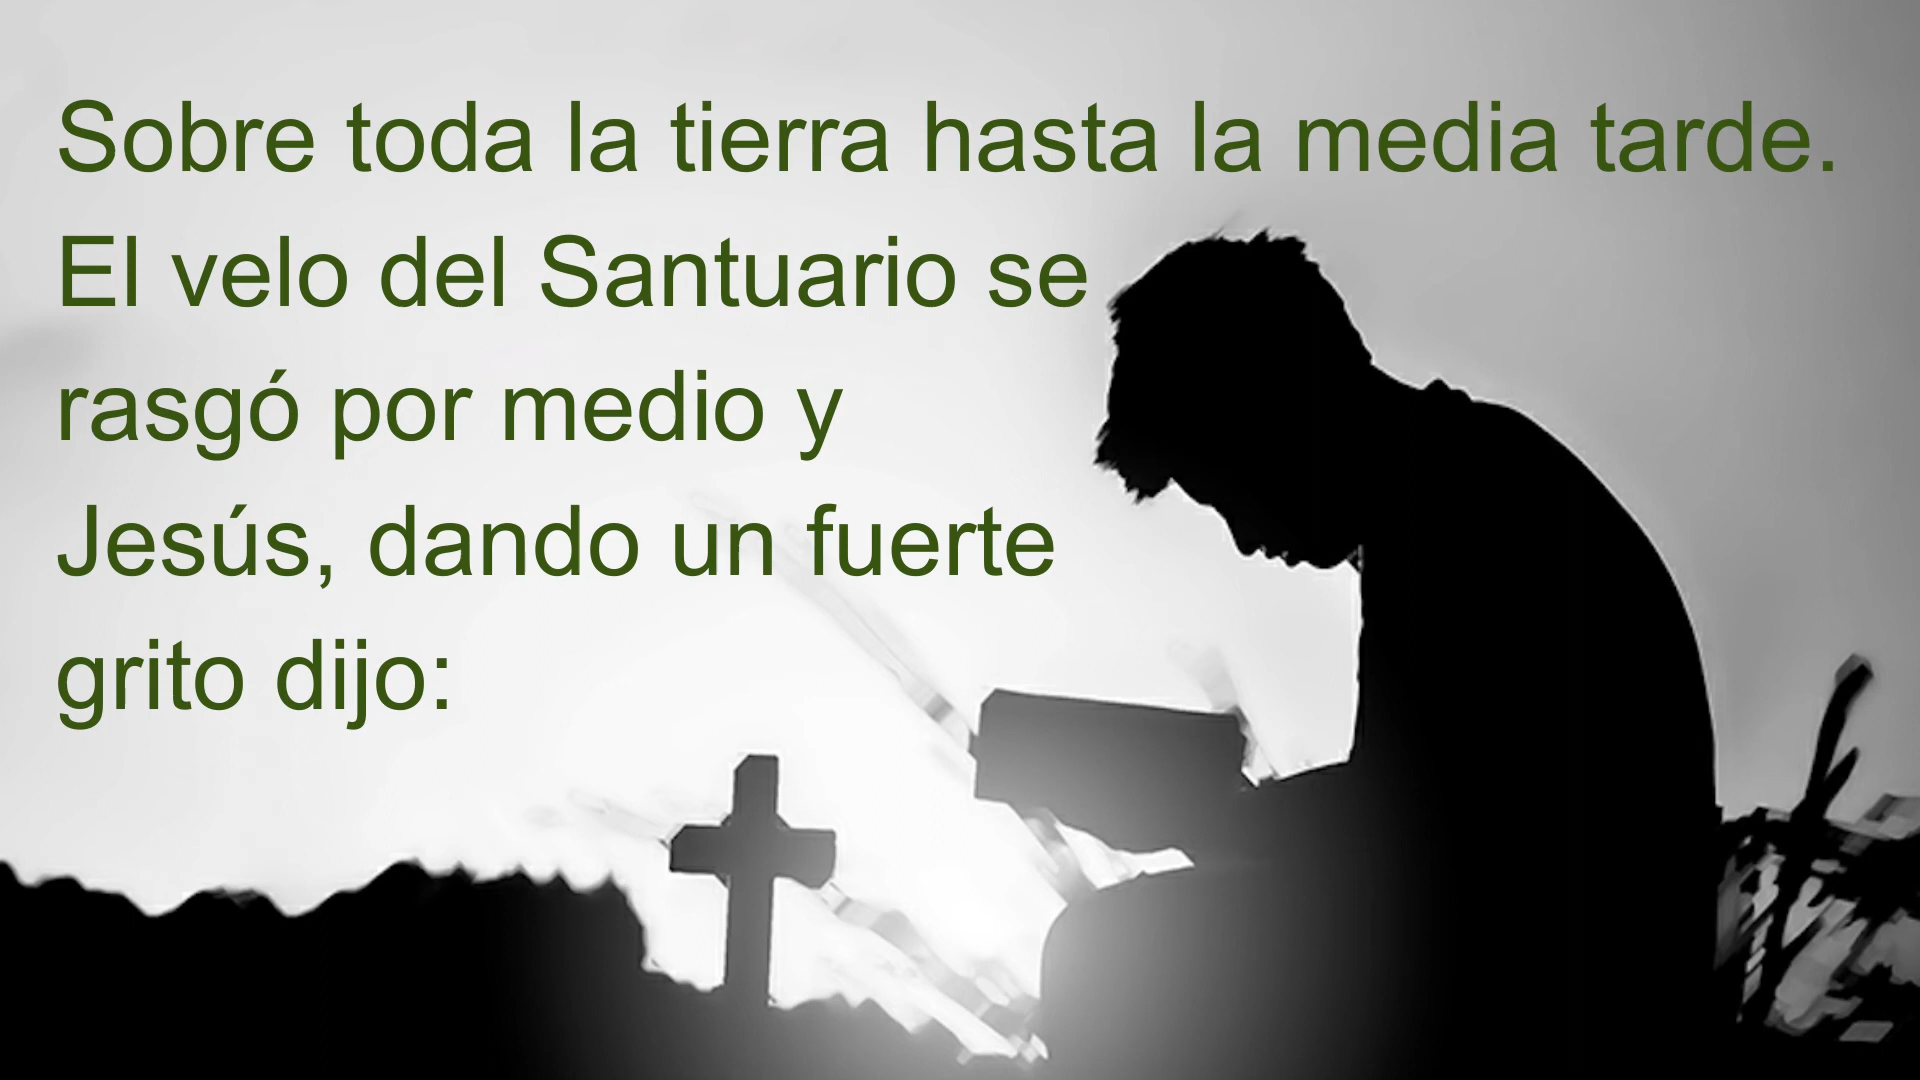 Sobre toda la tierra hasta la media tarde.
El velo del Santuario se
rasgó por medio y
Jesús, dando un fuerte
grito dijo: